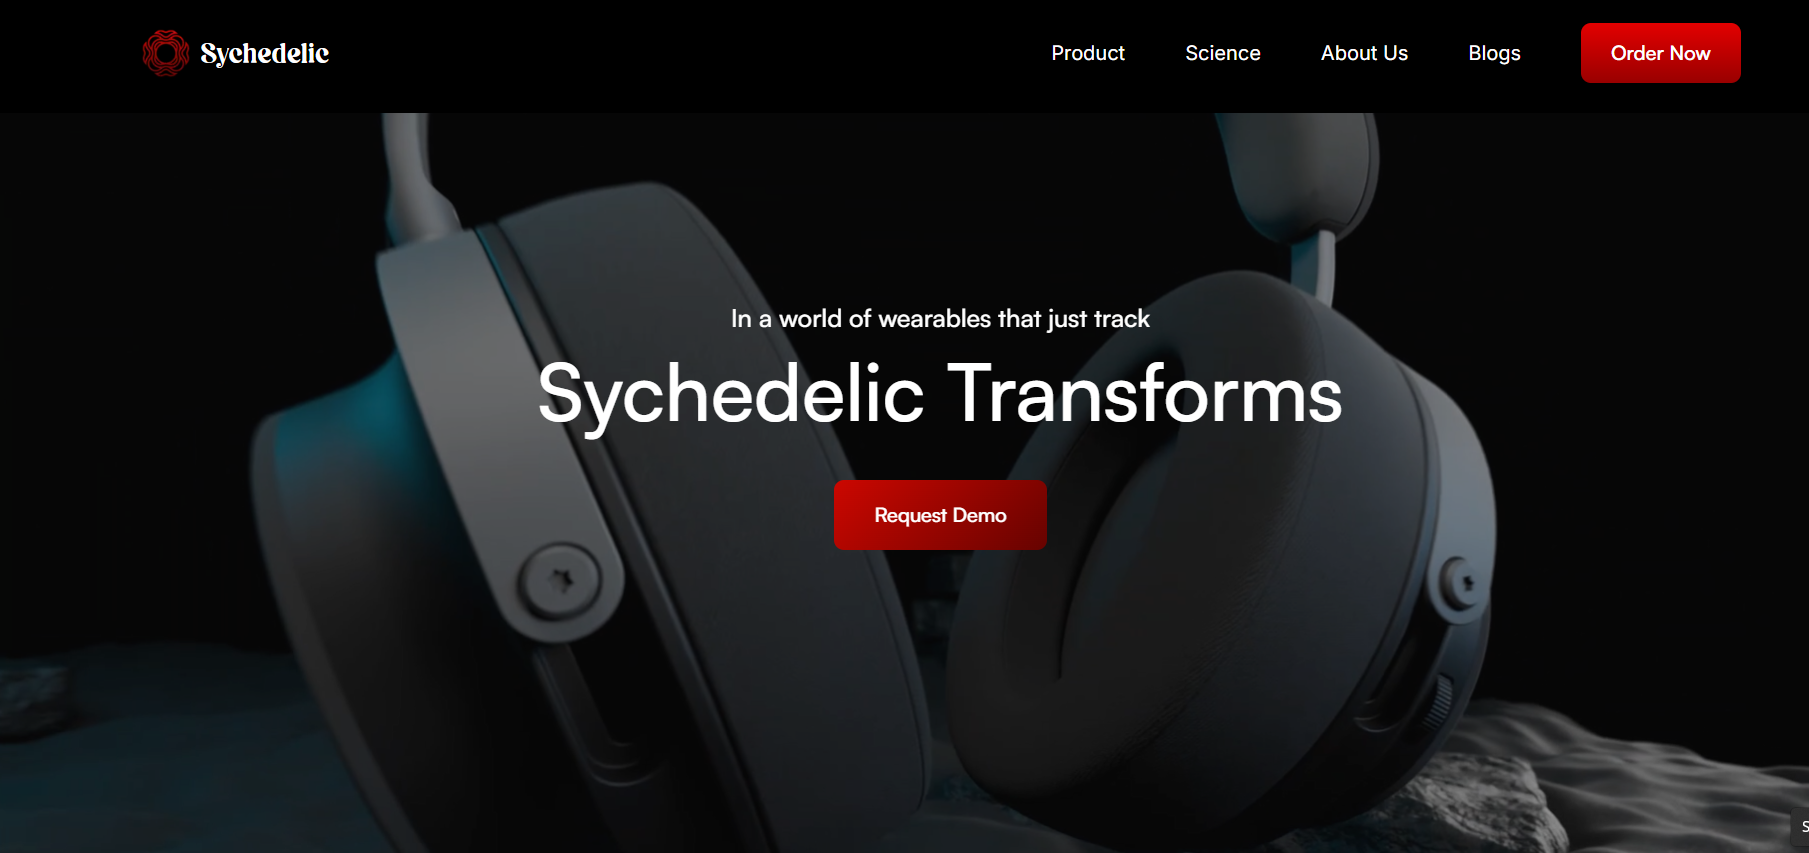 Sychedelic
Product
Science
About Us
Blogs
Order Now
In a world of wearables that just track
Sychedelic Transforms
Request Demo